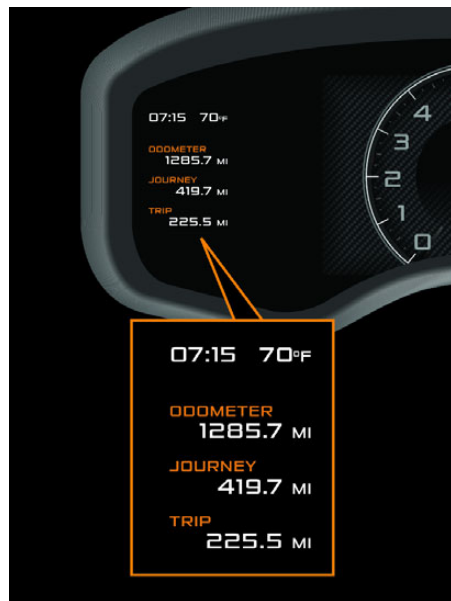 07:15 70°F
ODOMETER
1285.7 MI
JOURNEY
419.7 MI
TRIP
225.5 MI
4
3
2
1
0
07:15 70°F
ODOMETER
1285.7 MI
JOURNEY
419.7 MI
TRIP
225.5 MI